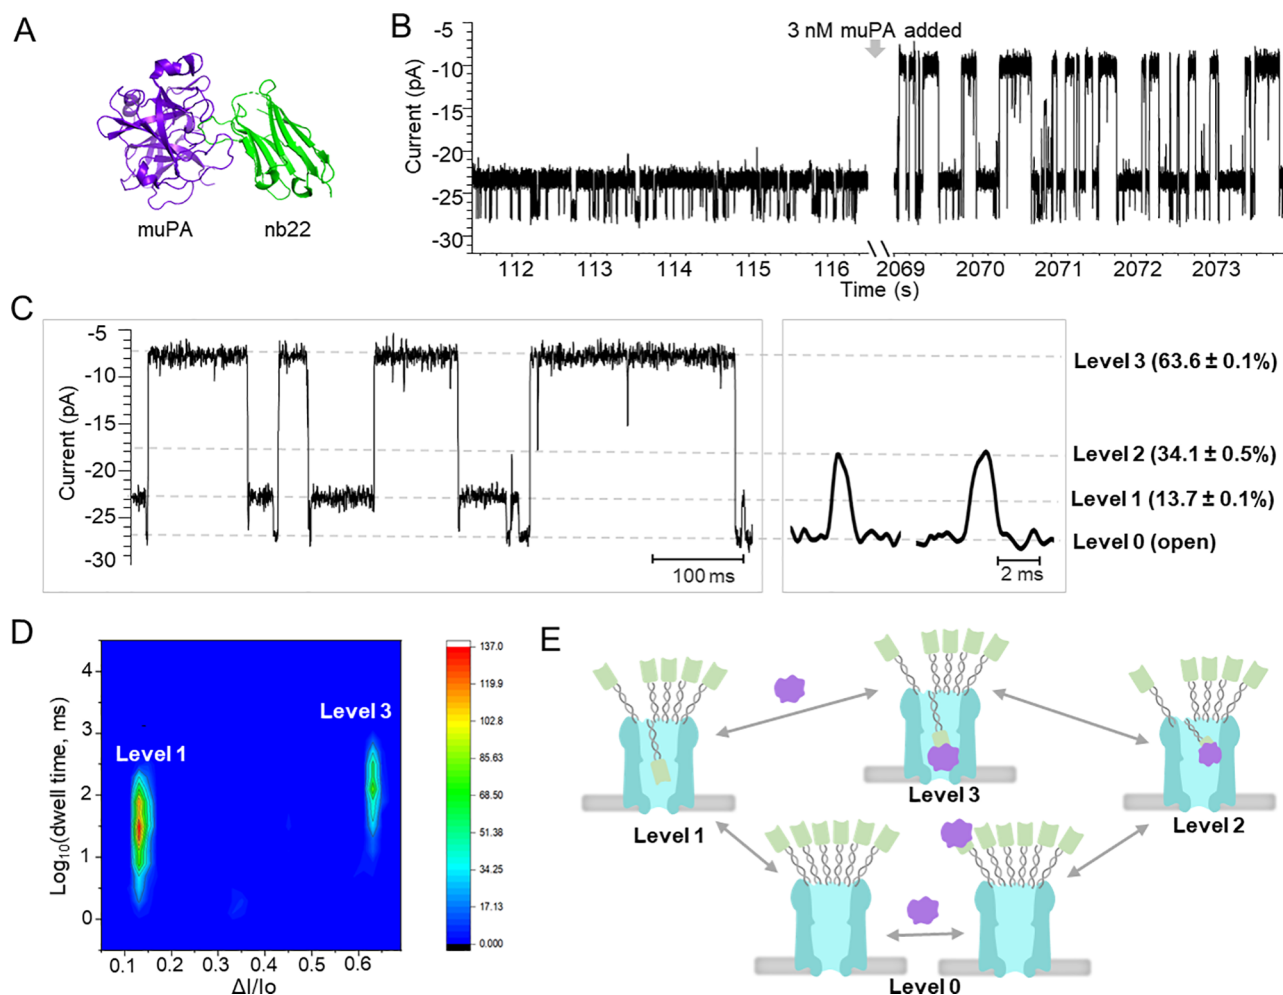 A
muPA
nb22
B
3 nM muPA added
Current (pA)
-5
-10
-15
-20
-25
-30
112
113
114
115
116
2069
2070
2071
2072
2073
Time (s)
C
Current (pA)
-5
-10
-15
-20
-25
-30
100 ms
2 ms
Level 3 (63.6 ± 0.1%)
Level 2 (34.1 ± 0.5%)
Level 1 (13.7 ± 0.1%)
Level 0 (open)
D
Log10(dwell time, ms)
4
3
2
1
0
Level 1
Level 3
0.1
0.2
0.3
0.4
0.5
0.6
ΔI/Io
137.0
119.9
102.8
85.63
68.50
51.38
34.25
17.13
0.000
E
Level 1
Level 3
Level 2
Level 0